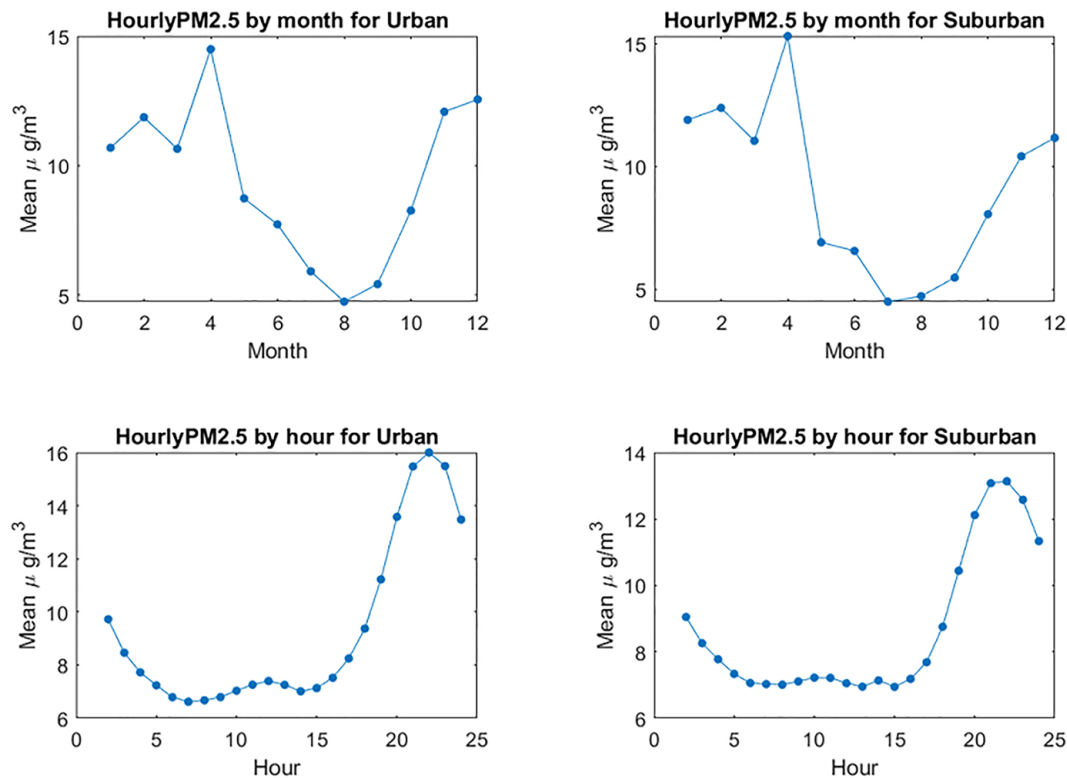 HourlyPM2.5 by month for Urban
15
10
5
Mean μ g/m³
0 2 4 6 8 10 12
Month
HourlyPM2.5 by month for Suburban
15
10
5
Mean μ g/m³
0 2 4 6 8 10 12
Month
HourlyPM2.5 by hour for Urban
16
14
12
10
8
6
Mean μ g/m³
0 5 10 15 20 25
Hour
HourlyPM2.5 by hour for Suburban
14
12
10
8
6
Mean μ g/m³
0 5 10 15 20 25
Hour